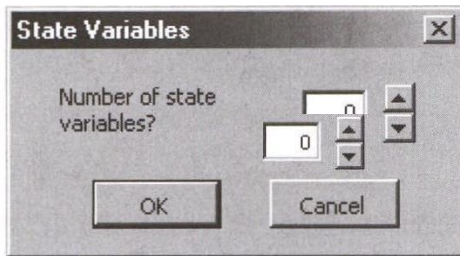 State Variables
Number of state
variables?
0
0
OK
Cancel